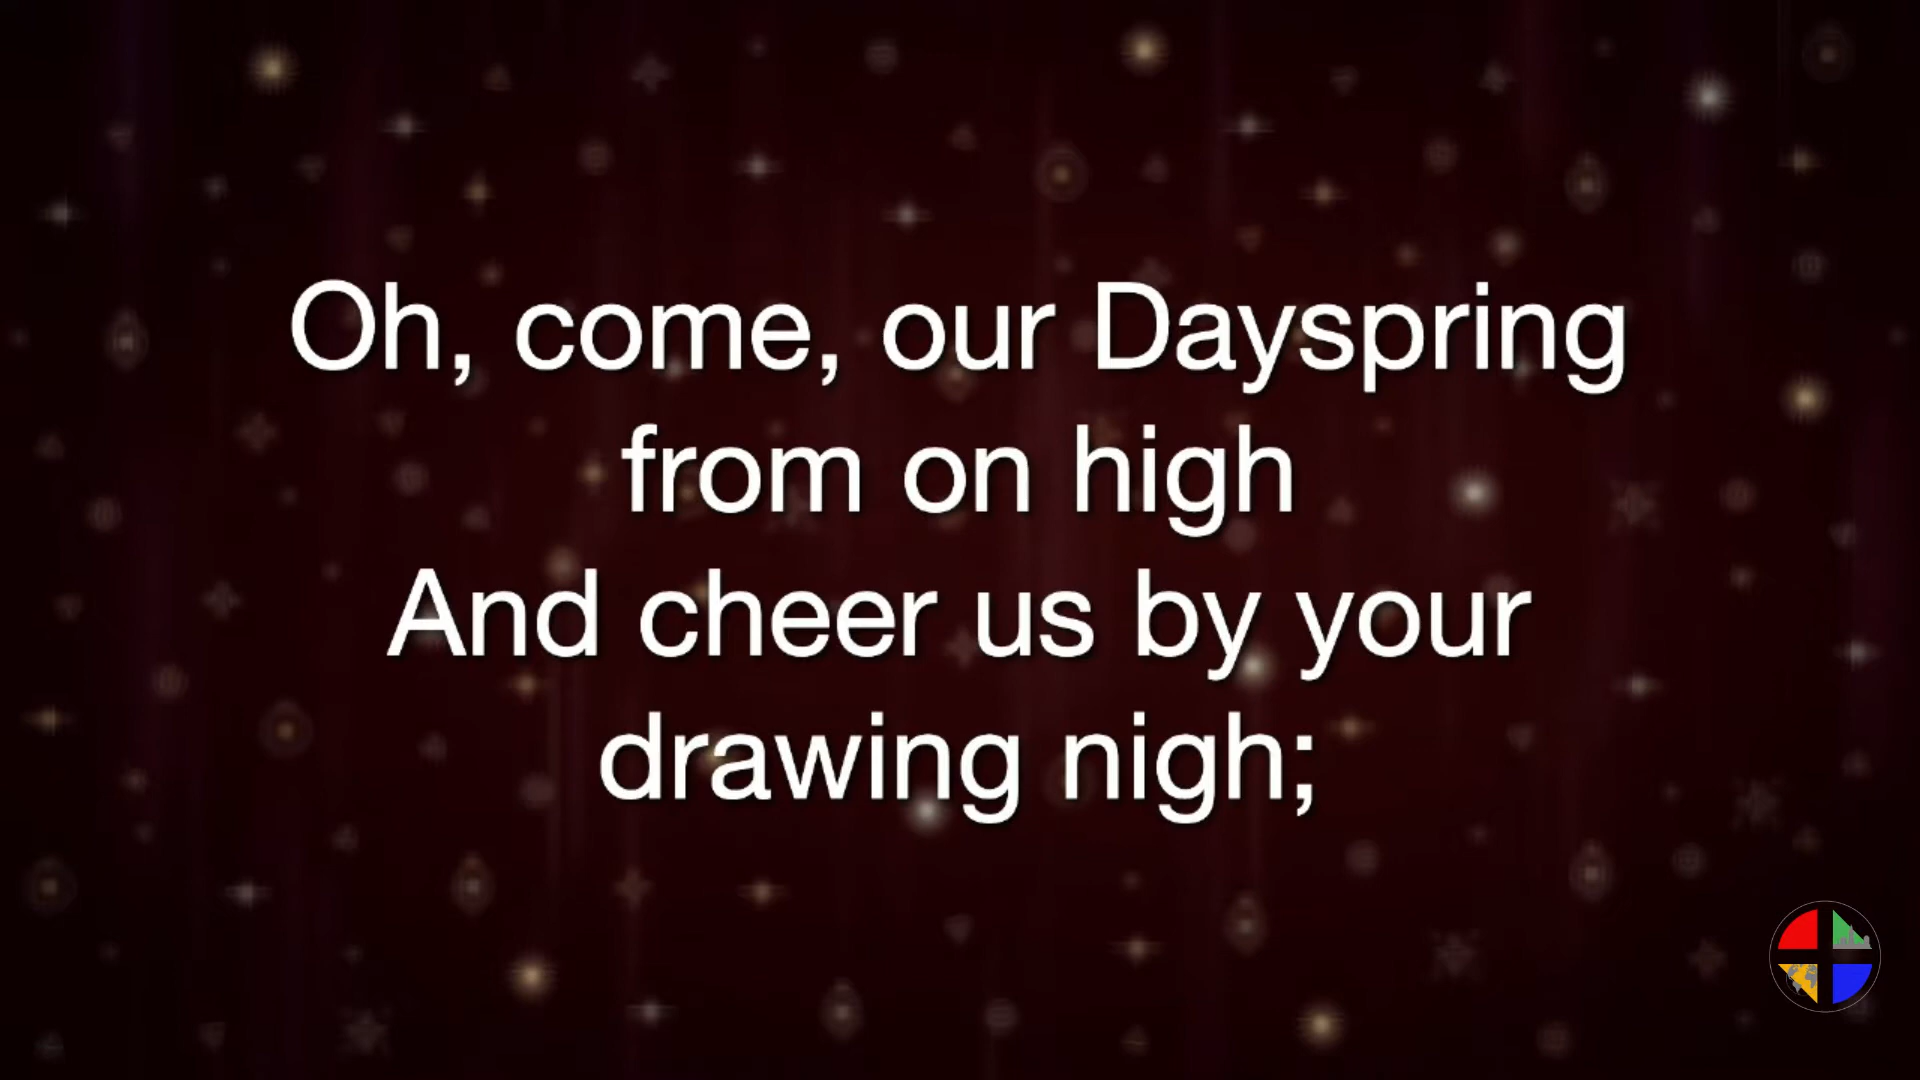 Oh, come, our Dayspring
from on high
And cheer us by your
drawing nigh;